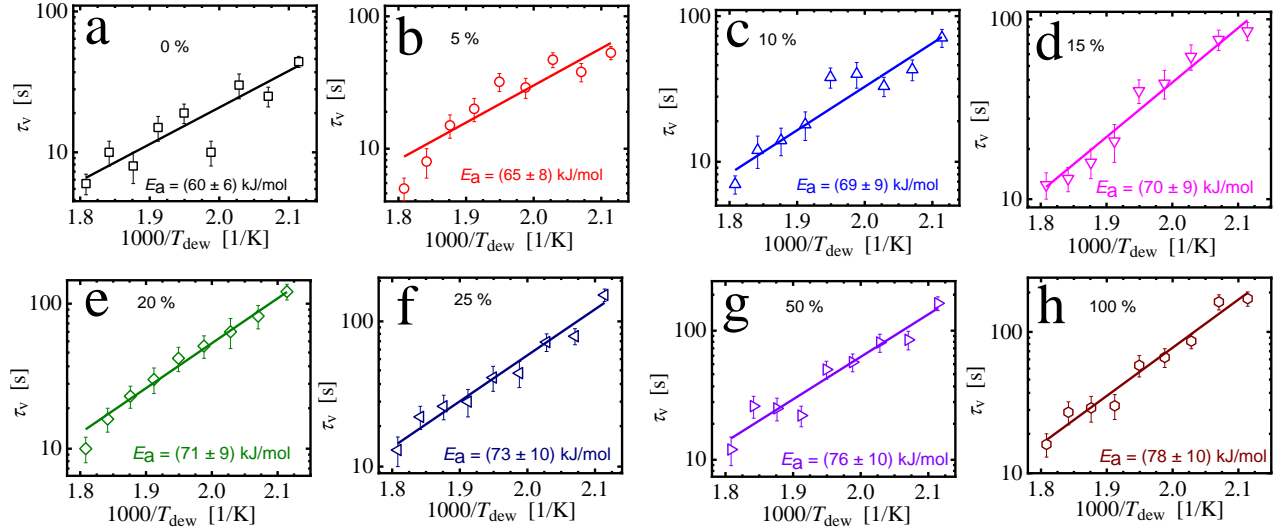 a
0 %
100
10
τv [s]
Ea = (60 ± 6) kJ/mol
1.8 1.9 2.0 2.1
1000/Tdew [1/K]
b
5 %
100
10
τv [s]
Ea = (65 ± 8) kJ/mol
1.8 1.9 2.0 2.1
1000/Tdew [1/K]
c
10 %
100
10
τv [s]
Ea = (69 ± 9) kJ/mol
1.8 1.9 2.0 2.1
1000/Tdew [1/K]
d
15 %
100
10
τv [s]
Ea = (70 ± 9) kJ/mol
1.8 1.9 2.0 2.1
1000/Tdew [1/K]
e
20 %
100
10
τv [s]
Ea = (71 ± 9) kJ/mol
1.8 1.9 2.0 2.1
1000/Tdew [1/K]
f
25 %
100
10
τv [s]
Ea = (73 ± 10) kJ/mol
1.8 1.9 2.0 2.1
1000/Tdew [1/K]
g
50 %
100
10
τv [s]
Ea = (76 ± 10) kJ/mol
1.8 1.9 2.0 2.1
1000/Tdew [1/K]
h
100 %
100
10
τv [s]
Ea = (78 ± 10) kJ/mol
1.8 1.9 2.0 2.1
1000/Tdew [1/K]